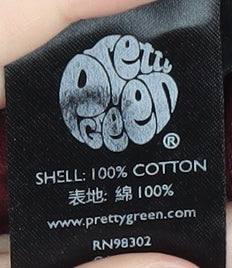 Pretty
Green
®
SHELL: 100% COTTON
表地: 綿 100%
www.prettygreen.com
RN98302